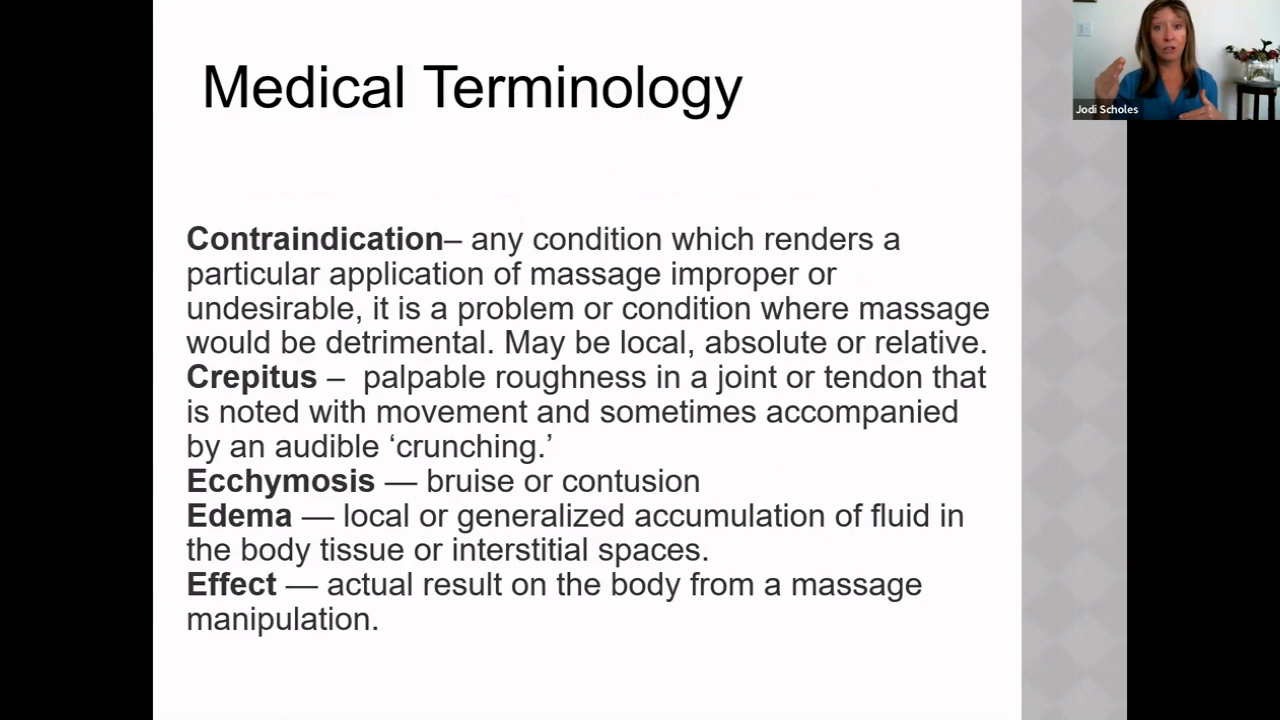 Medical Terminology
Jodi Scholes
Contraindication– any condition which renders a
particular application of massage improper or
undesirable, it is a problem or condition where massage
would be detrimental. May be local, absolute or relative.
Crepitus –  palpable roughness in a joint or tendon that
is noted with movement and sometimes accompanied
by an audible ‘crunching.’
Ecchymosis — bruise or contusion
Edema — local or generalized accumulation of fluid in
the body tissue or interstitial spaces.
Effect — actual result on the body from a massage
manipulation.